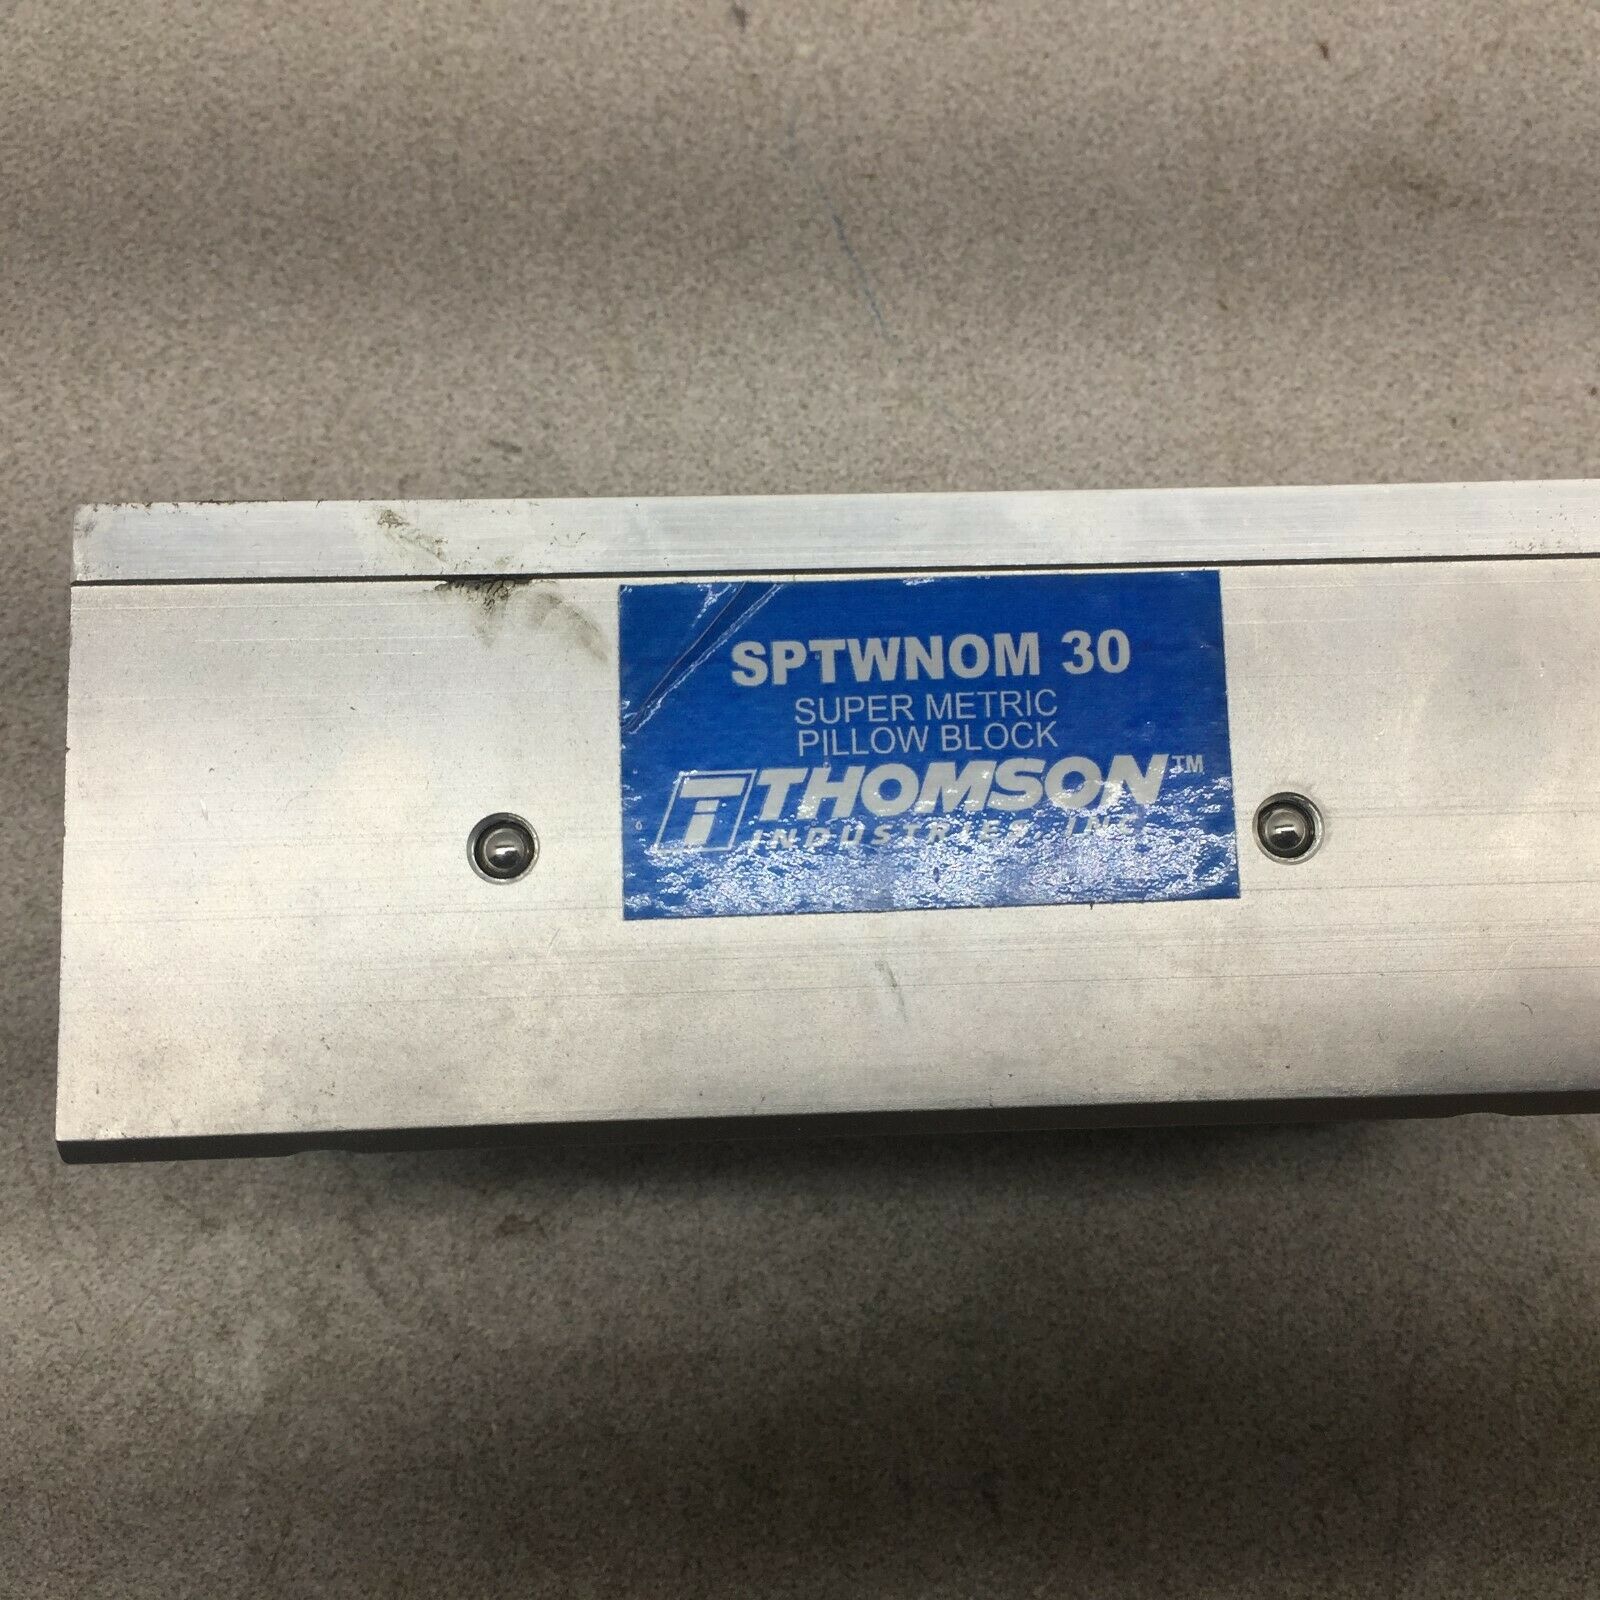 SPTWNOM 30
SUPER METRIC
PILLOW BLOCK
THOMSON™
INDUSTRIES, INC.